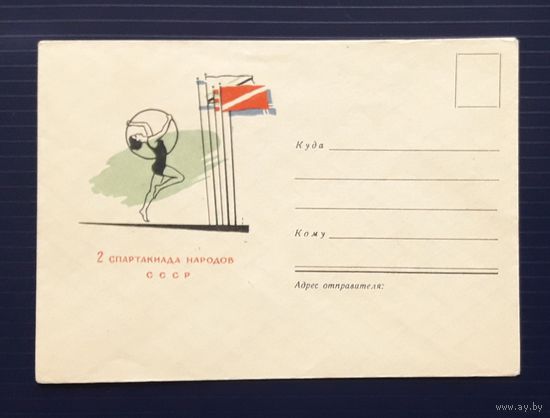 Куда
Кому
2 СПАРТАКИАДА НАРОДОВ
СССР
Адрес отправителя:
www.ay.by